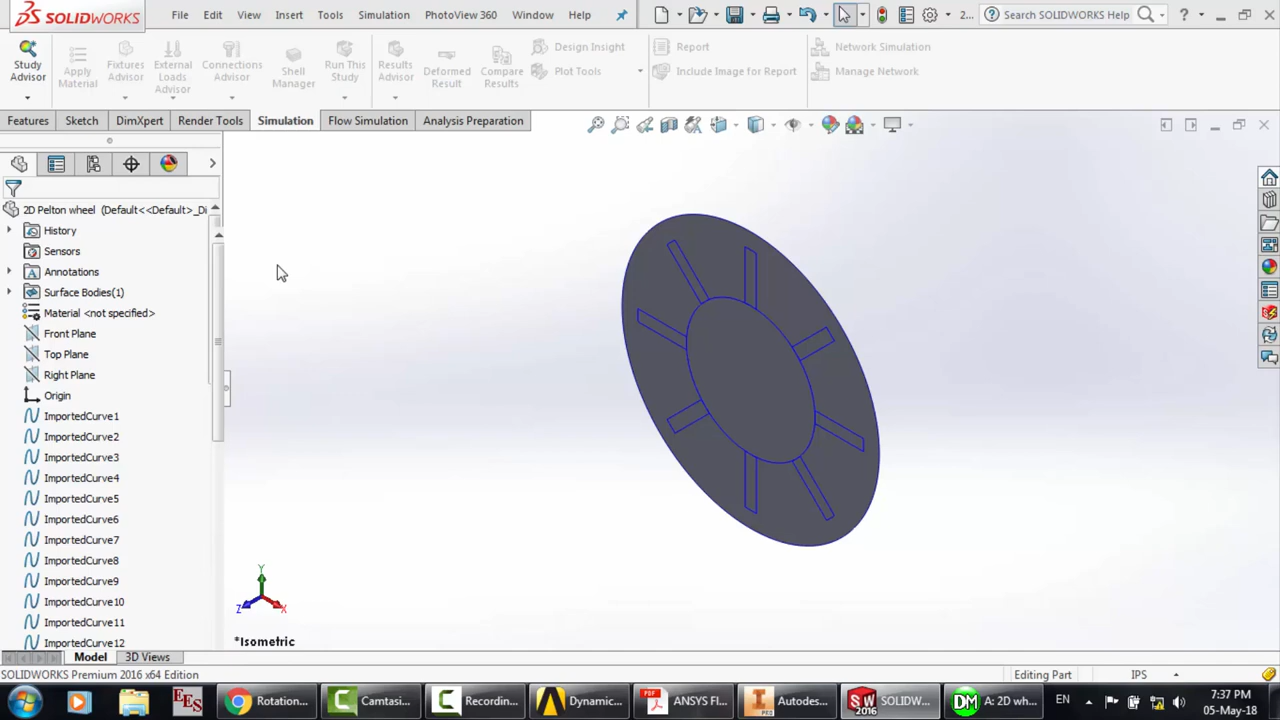 SOLIDWORKS File Edit View Insert Tools Simulation PhotoView 360 Window Help 2... Search SOLIDWORKS Help ?
Study Advisor
Apply Material
Fixtures Advisor
External Loads Advisor
Connections Advisor
Shell Manager
Run This Study
Results Advisor
Deformed Result
Compare Results
Design Insight
Plot Tools
Report
Include Image for Report
Network Simulation
Manage Network
Features Sketch DimXpert Render Tools Simulation Flow Simulation Analysis Preparation
2D Pelton wheel (Default<<Default>_Di
History
Sensors
Annotations
Surface Bodies(1)
Material <not specified>
Front Plane
Top Plane
Right Plane
Origin
ImportedCurve1
ImportedCurve2
ImportedCurve3
ImportedCurve4
ImportedCurve5
ImportedCurve6
ImportedCurve7
ImportedCurve8
ImportedCurve9
ImportedCurve10
ImportedCurve11
ImportedCurve12
Y
Z X
*Isometric
Model 3D Views
SOLIDWORKS Premium 2016 x64 Edition Editing Part IPS
EES Rotation... Camtasi... Recordin... Dynamic... ANSYS Fl... Autodes... SOLIDW... A: 2D wh... EN 7:37 PM
05-May-18